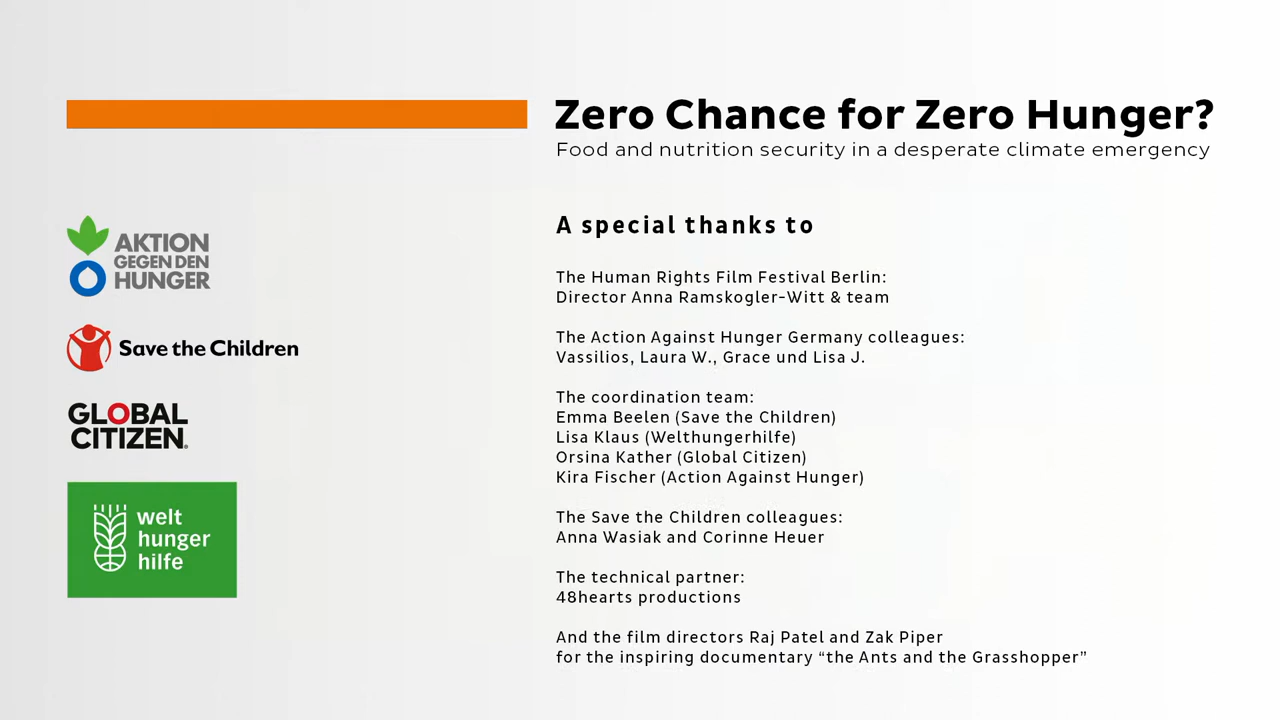 Zero Chance for Zero Hunger?
Food and nutrition security in a desperate climate emergency
AKTION
GEGEN DEN
HUNGER
Save the Children
GLOBAL
CITIZEN®
welt
hunger
hilfe
A special thanks to
The Human Rights Film Festival Berlin:
Director Anna Ramskogler-Witt & team
The Action Against Hunger Germany colleagues:
Vassilios, Laura W., Grace und Lisa J.
The coordination team:
Emma Beelen (Save the Children)
Lisa Klaus (Welthungerhilfe)
Orsina Kather (Global Citizen)
Kira Fischer (Action Against Hunger)
The Save the Children colleagues:
Anna Wasiak and Corinne Heuer
The technical partner:
48hearts productions
And the film directors Raj Patel and Zak Piper
for the inspiring documentary “the Ants and the Grasshopper”